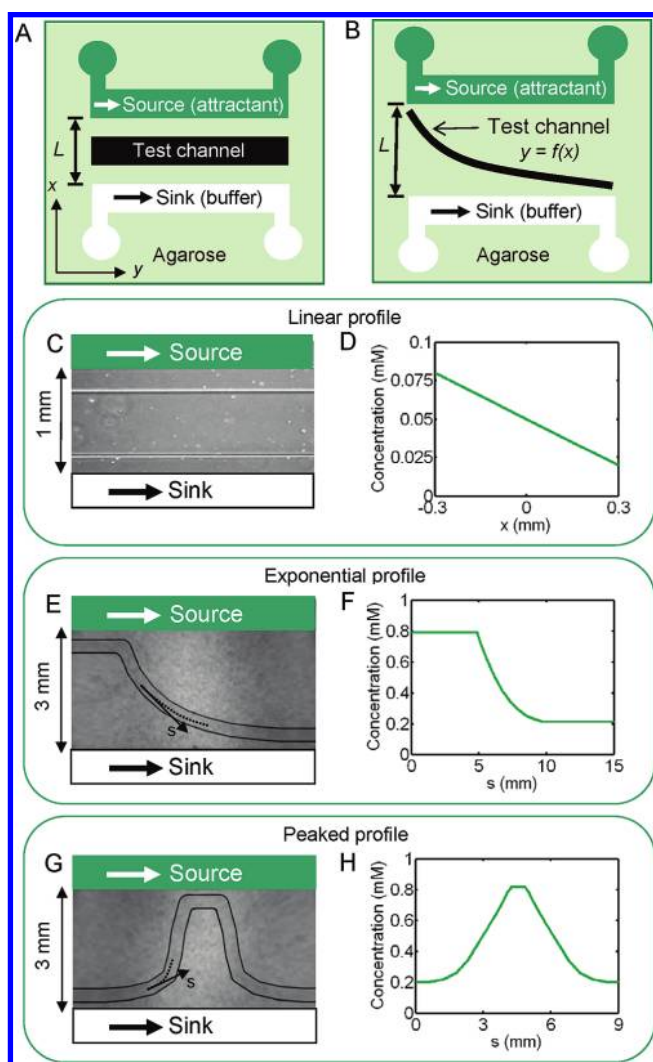 A
Source (attractant)
L
Test channel
x
Sink (buffer)
y
Agarose
B
Source (attractant)
L
Test channel
y = f(x)
Sink (buffer)
Agarose
Linear profile
C
Source
1 mm
Sink
D
Concentration (mM)
0.1
0.075
0.05
0.025
0
-0.3
0
0.3
x (mm)
Exponential profile
E
Source
3 mm
s
Sink
F
Concentration (mM)
1
0.8
0.6
0.4
0.2
0
0
5
10
15
s (mm)
Peaked profile
G
Source
3 mm
s
Sink
H
Concentration (mM)
1
0.8
0.6
0.4
0.2
0
0
3
6
9
s (mm)